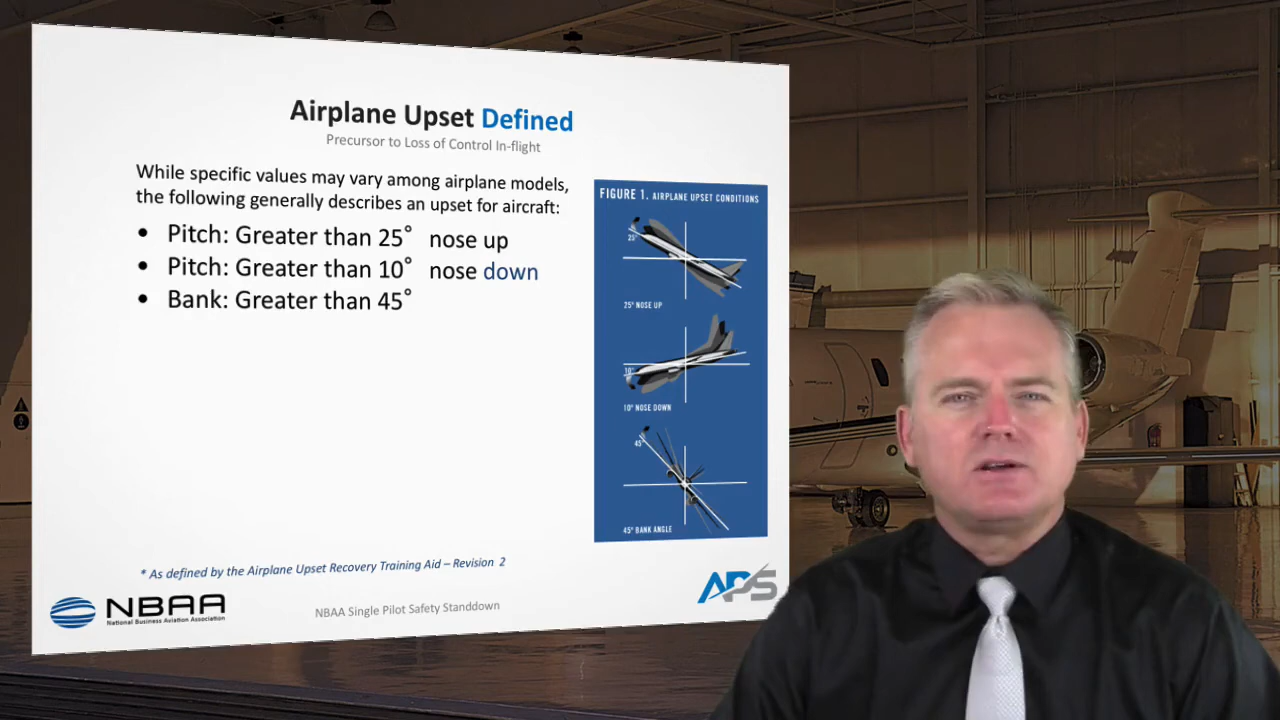 Airplane Upset Defined
Precursor to Loss of Control In-flight
While specific values may vary among airplane models,
the following generally describes an upset for aircraft:
• Pitch: Greater than 25° nose up
• Pitch: Greater than 10° nose down
• Bank: Greater than 45°
FIGURE 1. AIRPLANE UPSET CONDITIONS
25°
25° NOSE UP
10°
10° NOSE DOWN
45°
45° BANK ANGLE
* As defined by the Airplane Upset Recovery Training Aid – Revision 2
NBAA
National Business Aviation Association
NBAA Single Pilot Safety Standdown
APS